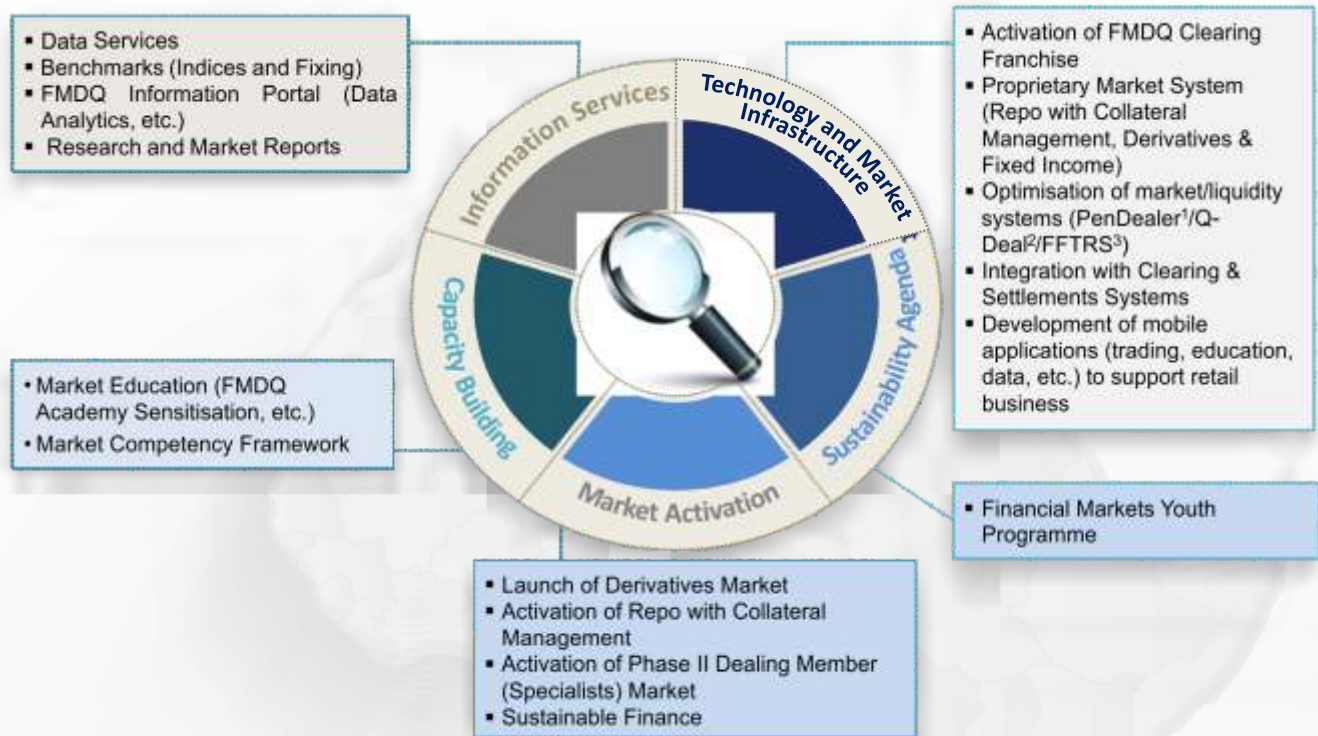 ▪ Data Services
▪ Benchmarks (Indices and Fixing)
▪ FMDQ Information Portal (Data
Analytics, etc.)
▪ Research and Market Reports
Information Services
Technology and Market
Infrastructure
▪ Activation of FMDQ Clearing
Franchise
▪ Proprietary Market System
(Repo with Collateral
Management, Derivatives &
Fixed Income)
▪ Optimisation of market/liquidity
systems (PenDealer¹/Q-
Deal²/FFTRS³)
▪ Integration with Clearing &
Settlements Systems
▪ Development of mobile
applications (trading, education,
data, etc.) to support retail
business
• Market Education (FMDQ
Academy Sensitisation, etc.)
• Market Competency Framework
Capacity Building
Sustainability Agenda
Market Activation
▪ Financial Markets Youth
Programme
▪ Launch of Derivatives Market
▪ Activation of Repo with Collateral
Management
▪ Activation of Phase II Dealing Member
(Specialists) Market
▪ Sustainable Finance